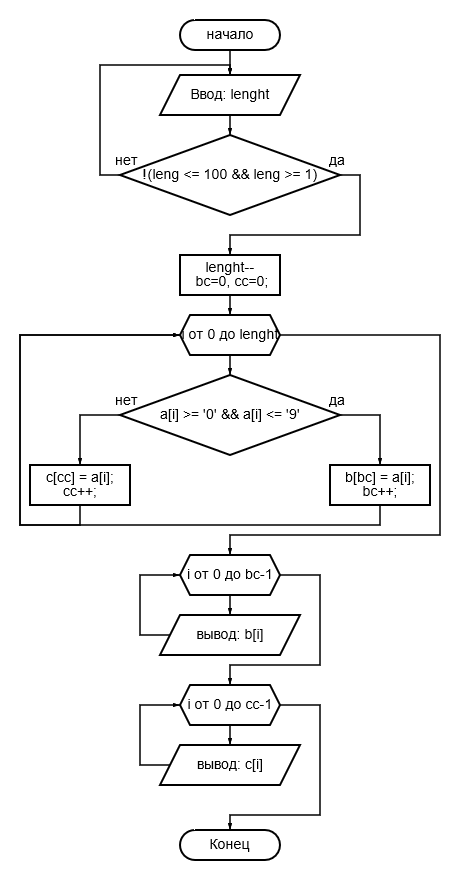 начало
Ввод: lenght
нет
да
!(leng <= 100 && leng >= 1)
lenght--
bc=0, cc=0;
i от 0 до lenght
нет
да
a[i] >= '0' && a[i] <= '9'
c[cc] = a[i];
cc++;
b[bc] = a[i];
bc++;
i от 0 до bc-1
вывод: b[i]
i от 0 до cc-1
вывод: c[i]
Конец